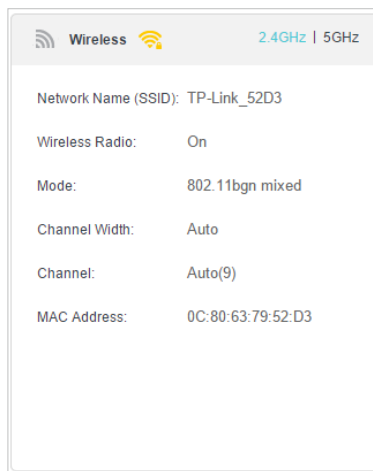 Wireless 2.4GHz | 5GHz
Network Name (SSID): TP-Link_52D3
Wireless Radio: On
Mode: 802.11bgn mixed
Channel Width: Auto
Channel: Auto(9)
MAC Address: 0C:80:63:79:52:D3